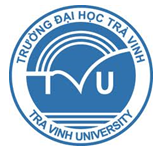 TRƯỜNG ĐẠI HỌC TRÀ VINH
TVU
TRA VINH UNIVERSITY